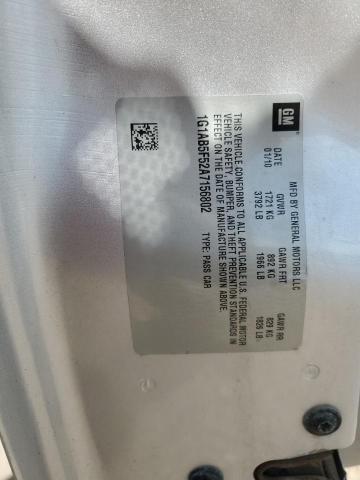 GM
MFD BY GENERAL MOTORS LLC
DATE GVWR GAWR FRT GAWR RR
01/10 1721 KG 892 KG 829 KG
3792 LB 1966 LB 1826 LB
THIS VEHICLE CONFORMS TO ALL APPLICABLE U.S. FEDERAL MOTOR
VEHICLE SAFETY, BUMPER, AND THEFT PREVENTION STANDARDS IN
EFFECT ON THE DATE OF MANUFACTURE SHOWN ABOVE.
1G1AB5F52A7156802 TYPE: PASS CAR